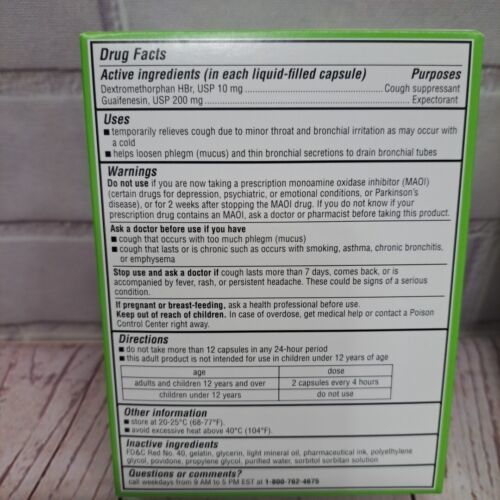 Drug Facts
Active ingredients (in each liquid-filled capsule) Purposes
Dextromethorphan HBr, USP 10 mg ........ Cough suppressant
Guaifenesin, USP 200 mg ........ Expectorant
Uses
■ temporarily relieves cough due to minor throat and bronchial irritation as may occur with
a cold
■ helps loosen phlegm (mucus) and thin bronchial secretions to drain bronchial tubes
Warnings
Do not use if you are now taking a prescription monoamine oxidase inhibitor (MAOI)
(certain drugs for depression, psychiatric, or emotional conditions, or Parkinson's
disease), or for 2 weeks after stopping the MAOI drug. If you do not know if your
prescription drug contains an MAOI, ask a doctor or pharmacist before taking this product.
Ask a doctor before use if you have
■ cough that occurs with too much phlegm (mucus)
■ cough that lasts or is chronic such as occurs with smoking, asthma, chronic bronchitis,
or emphysema
Stop use and ask a doctor if cough lasts more than 7 days, comes back, or is
accompanied by fever, rash, or persistent headache. These could be signs of a serious
condition.
If pregnant or breast-feeding, ask a health professional before use.
Keep out of reach of children. In case of overdose, get medical help or contact a Poison
Control Center right away.
Directions
■ do not take more than 12 capsules in any 24-hour period
■ this adult product is not intended for use in children under 12 years of age
age dose
adults and children 12 years and over 2 capsules every 4 hours
children under 12 years do not use
Other information
■ store at 20-25°C (68-77°F).
■ avoid excessive heat above 40°C (104°F).
Inactive ingredients
FD&C Red No. 40, gelatin, glycerin, light mineral oil, pharmaceutical ink, polyethylene
glycol, povidone, propylene glycol, purified water, sorbitol sorbitan solution
Questions or comments?
call weekdays from 9 AM to 5 PM EST at 1-800-762-4675